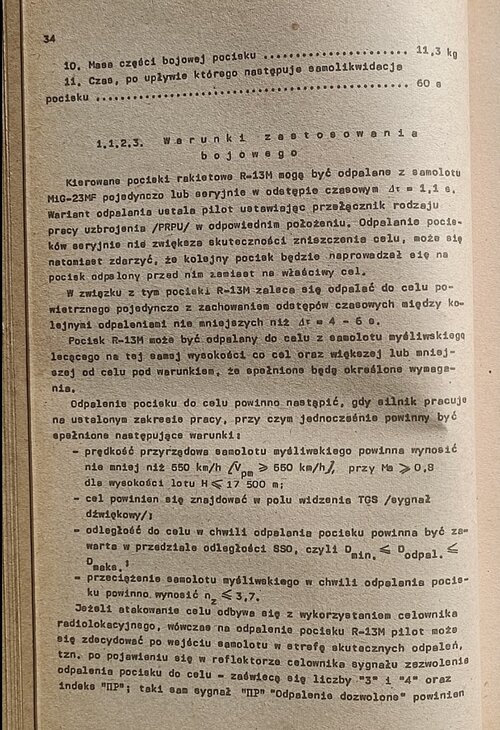 34
10. Masa części bojowej pocisku ...................... 11,3 kg
11. Czas, po upływie którego następuje samolikwidacja
pocisku ................................................ 60 s
1.1.2.3. Warunki zastosowania
bojowego
Kierowane pociski rakietowe R-13M mogą być odpalane z samolotu
MiG-23MF pojedynczo lub seryjnie w odstępie czasowym Δt = 1,1 s.
Wariant odpalania ustala pilot ustawiając przełącznik rodzaju
pracy uzbrojenia /PRPU/ w odpowiednim położeniu. Odpalanie pocis-
ków seryjnie nie zwiększa skuteczności zniszczenia celu, może się
natomiast zdarzyć, że kolejny pocisk będzie naprowadzał się na
pocisk odpalony przed nim zamiast na właściwy cel.
W związku z tym pociski R-13M zaleca się odpalać do celu po-
wietrznego pojedynczo z zachowaniem odstępów czasowych między ko-
lejnymi odpaleniami nie mniejszych niż Δt = 4 - 6 s.
Pocisk R-13M może być odpalany do celu z samolotu myśliwskiego
lecącego na tej samej wysokości co cel oraz większej lub mniej-
szej od celu pod warunkiem, że spełnione będą określone wymaga-
nia.
Odpalenie pocisku do celu powinno nastąpić, gdy silnik pracuje
na ustalonym zakresie pracy, przy czym jednocześnie powinny być
spełnione następujące warunki:
- prędkość przyrządowa samolotu myśliwskiego powinna wynosić
nie mniej niż 550 km/h /Vpm ⩾ 550 km/h/, przy Ma ⩾ 0,8
dla wysokości lotu H ⩽ 17 500 m;
- cel powinien się znajdować w polu widzenia TGS /sygnał
dźwiękowy/;
- odległość do celu w chwili odpalania pocisku powinna być za-
warta w przedziale odległości SSO, czyli Dmin. ⩽ Dodpal. ⩽
Dmaks.;
- przeciążenie samolotu myśliwskiego w chwili odpalania pocis-
ku powinno wynosić nz ⩽ 3,7.
Jeżeli atakowanie celu odbywa się z wykorzystaniem celownika
radiolokacyjnego, wówczas na odpalenie pocisku R-13M pilot może
się zdecydować po wejściu samolotu w strefę skutecznych odpaleń,
tzn. po pojawieniu się w reflektorze celownika sygnału zezwolenia
odpalenia pocisku do celu - zaświecą się liczby "3" i "4" oraz
indeks "ПР"; taki sam sygnał "ПР" "Odpalenie dozwolone" powinien